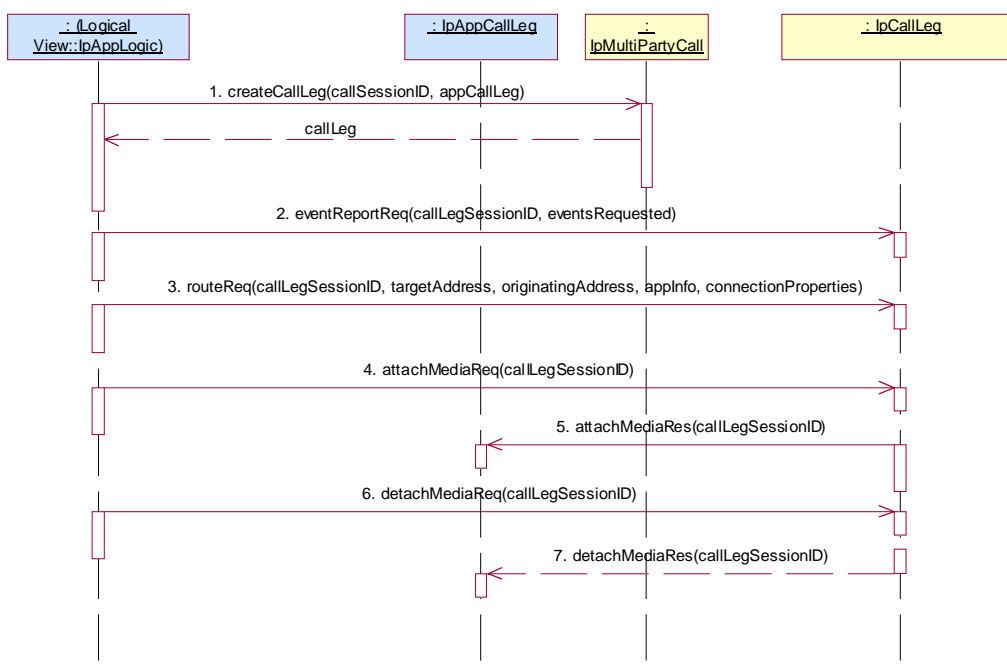 : (Logical
View::IpAppLogic)
: IpAppCallLeg
:
IpMultiPartyCall
: IpCallLeg
1. createCallLeg(callSessionID, appCallLeg)
callLeg
2. eventReportReq(callLegSessionID, eventsRequested)
3. routeReq(callLegSessionID, targetAddress, originatingAddress, appInfo, connectionProperties)
4. attachMediaReq(callLegSessionID)
5. attachMediaRes(callLegSessionID)
6. detachMediaReq(callLegSessionID)
7. detachMediaRes(callLegSessionID)